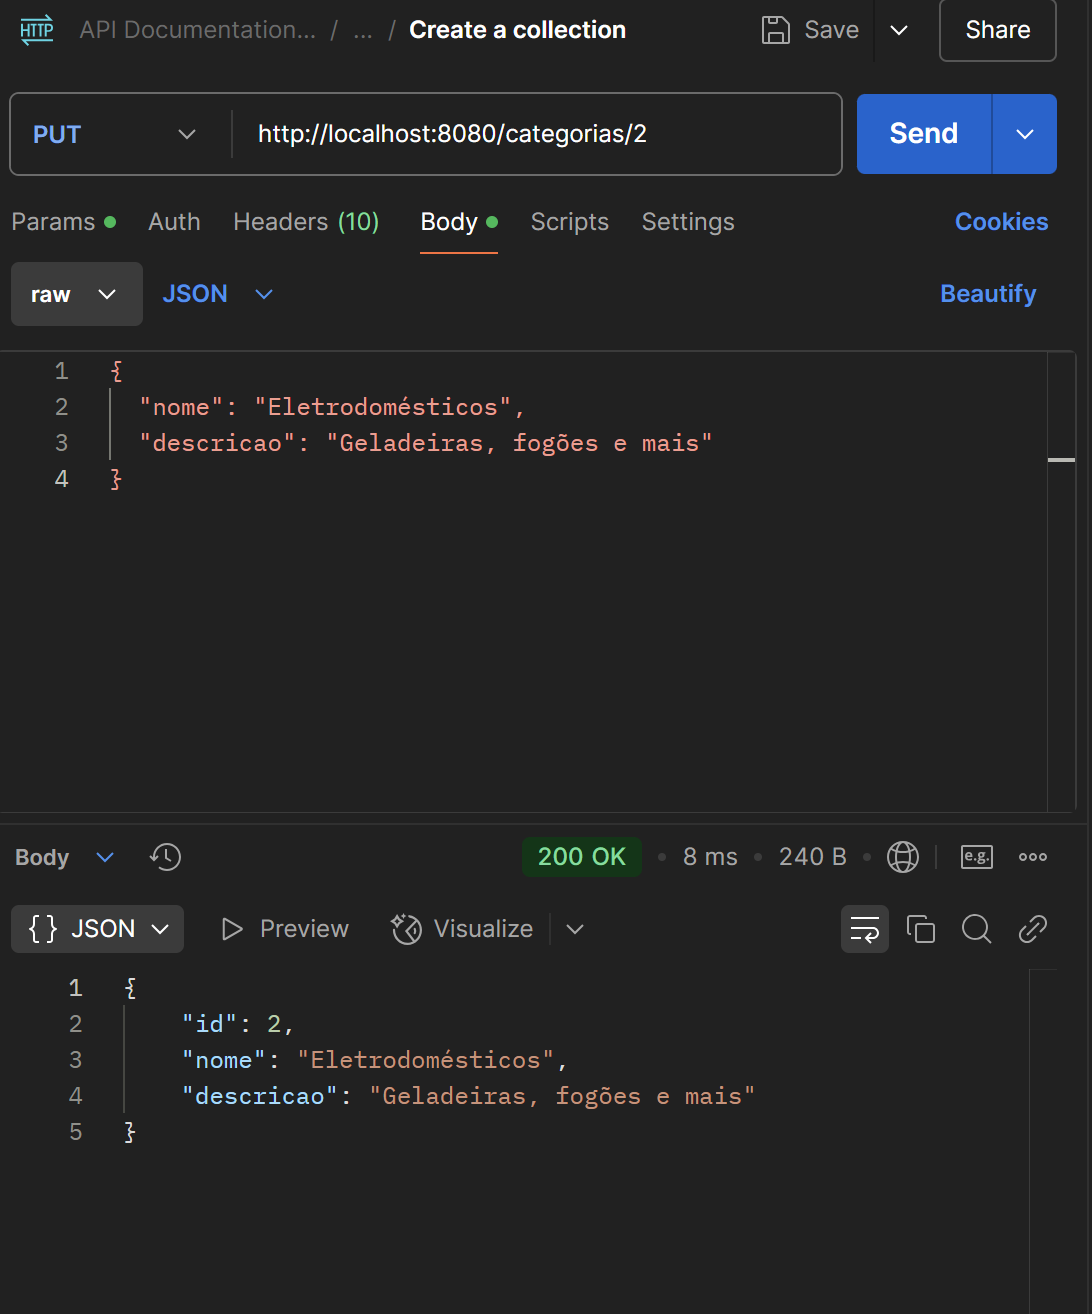 HTTP API Documentation... / ... / Create a collection Save Share
PUT http://localhost:8080/categorias/2 Send
Params Auth Headers (10) Body Scripts Settings Cookies
raw JSON Beautify
1 {
2 "nome": "Eletrodomésticos",
3 "descricao": "Geladeiras, fogões e mais"
4 }
Body 200 OK • 8 ms • 240 B • e.g.
{ } JSON Preview Visualize
1 {
2 "id": 2,
3 "nome": "Eletrodomésticos",
4 "descricao": "Geladeiras, fogões e mais"
5 }